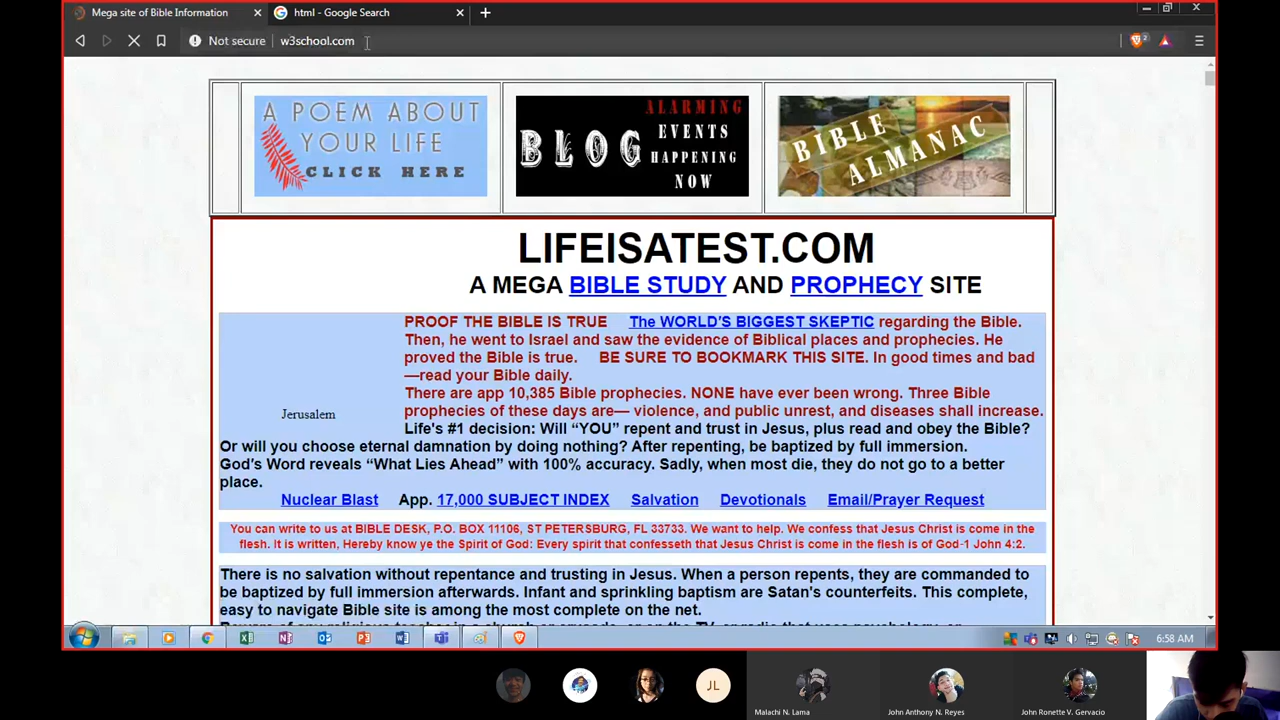 Mega site of Bible Information
html - Google Search
Not secure
w3school.com
2
A POEM ABOUT
YOUR LIFE
CLICK HERE
BLOG
ALARMING
EVENTS
HAPPENING
NOW
BIBLE
ALMANAC
LIFEISATEST.COM
A MEGA BIBLE STUDY AND PROPHECY SITE
PROOF THE BIBLE IS TRUE The WORLD'S BIGGEST SKEPTIC regarding the Bible.
Then, he went to Israel and saw the evidence of Biblical places and prophecies. He
proved the Bible is true. BE SURE TO BOOKMARK THIS SITE. In good times and bad
—read your Bible daily.
There are app 10,385 Bible prophecies. NONE have ever been wrong. Three Bible
Jerusalem
prophecies of these days are— violence, and public unrest, and diseases shall increase.
Life's #1 decision: Will “YOU” repent and trust in Jesus, plus read and obey the Bible?
Or will you choose eternal damnation by doing nothing? After repenting, be baptized by full immersion.
God's Word reveals “What Lies Ahead” with 100% accuracy. Sadly, when most die, they do not go to a better
place.
Nuclear Blast App. 17,000 SUBJECT INDEX Salvation Devotionals Email/Prayer Request
You can write to us at BIBLE DESK, P.O. BOX 11106, ST PETERSBURG, FL 33733. We want to help. We confess that Jesus Christ is come in the
flesh. It is written, Hereby know ye the Spirit of God: Every spirit that confesseth that Jesus Christ is come in the flesh is of God-1 John 4:2.
There is no salvation without repentance and trusting in Jesus. When a person repents, they are commanded to
be baptized by full immersion afterwards. Infant and sprinkling baptism are Satan's counterfeits. This complete,
easy to navigate Bible site is among the most complete on the net.
6:58 AM
JL
Malachi N. Lama
John Anthony N. Reyes
John Ronette V. Gervacio